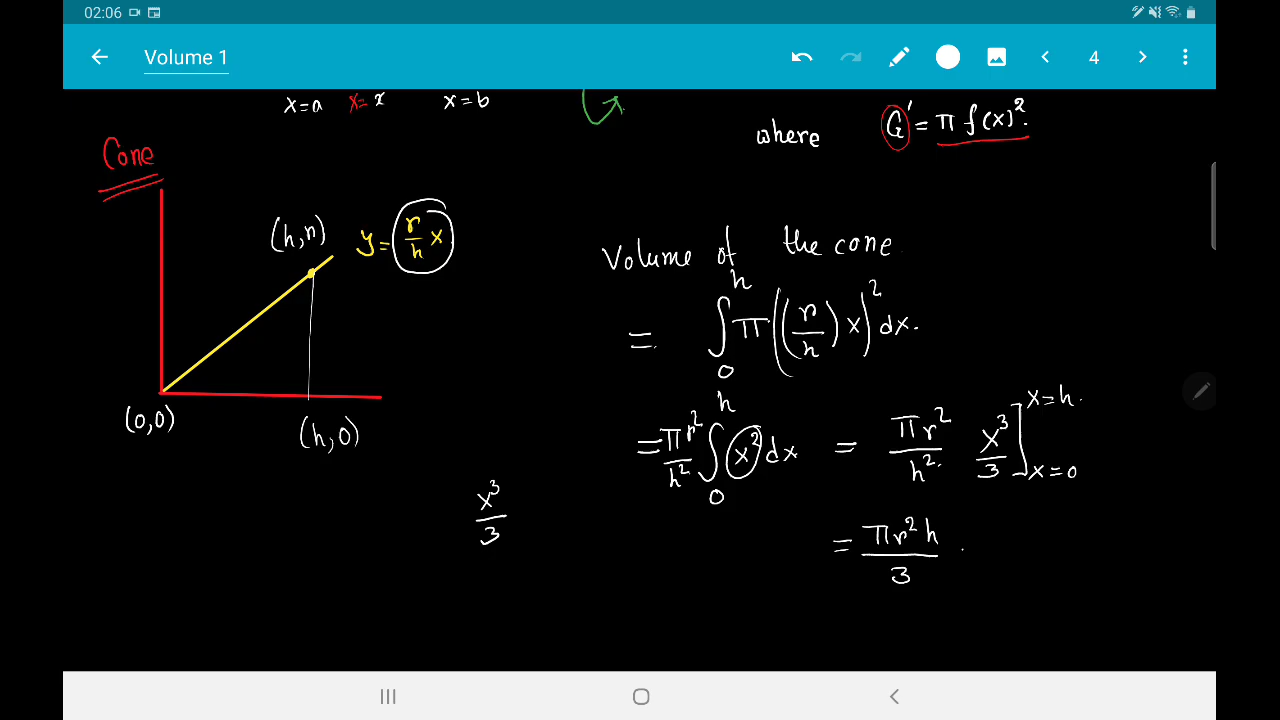 02:06
Volume 1
4
x=a x=x x=b
where G' = π f(x)².
Cone
(h,r) y = r/h x
(0,0)
(h,0)
x³/3
Volume of the cone
= ∫₀ʰ π((r/h)x)² dx.
= πr²/h² ∫₀ʰ x² dx = πr²/h² x³/3 ]ₓ₌₀ˣ⁼ʰ.
= πr²h/3 .